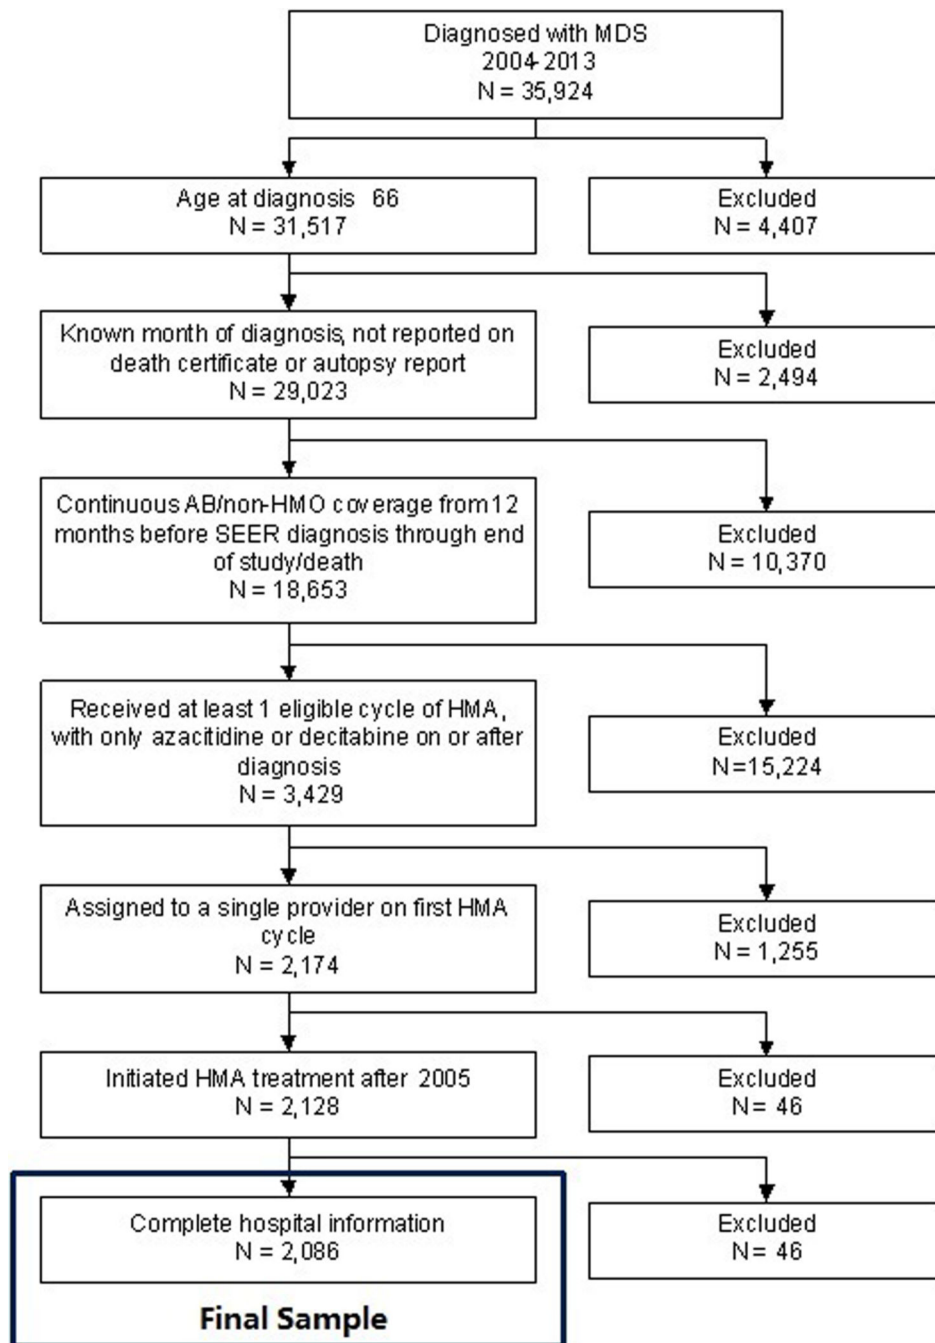 Diagnosed with MDS
2004-2013
N = 35,924
Age at diagnosis 66
N = 31,517
Excluded
N = 4,407
Known month of diagnosis, not reported on
death certificate or autopsy report
N = 29,023
Excluded
N = 2,494
Continuous AB/non-HMO coverage from 12
months before SEER diagnosis through end
of study/death
N = 18,653
Excluded
N = 10,370
Received at least 1 eligible cycle of HMA,
with only azacitidine or decitabine on or after
diagnosis
N = 3,429
Excluded
N=15,224
Assigned to a single provider on first HMA
cycle
N = 2,174
Excluded
N = 1,255
Initiated HMA treatment after 2005
N = 2,128
Excluded
N= 46
Complete hospital information
N = 2,086
Excluded
N= 46
Final Sample